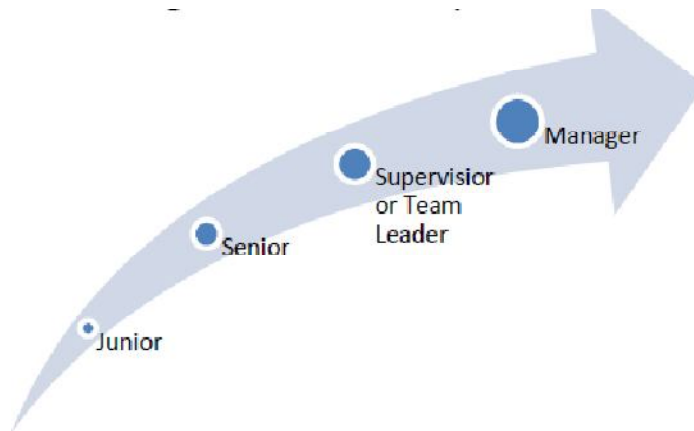 Manager
Supervisior
or Team
Leader
Senior
Junior